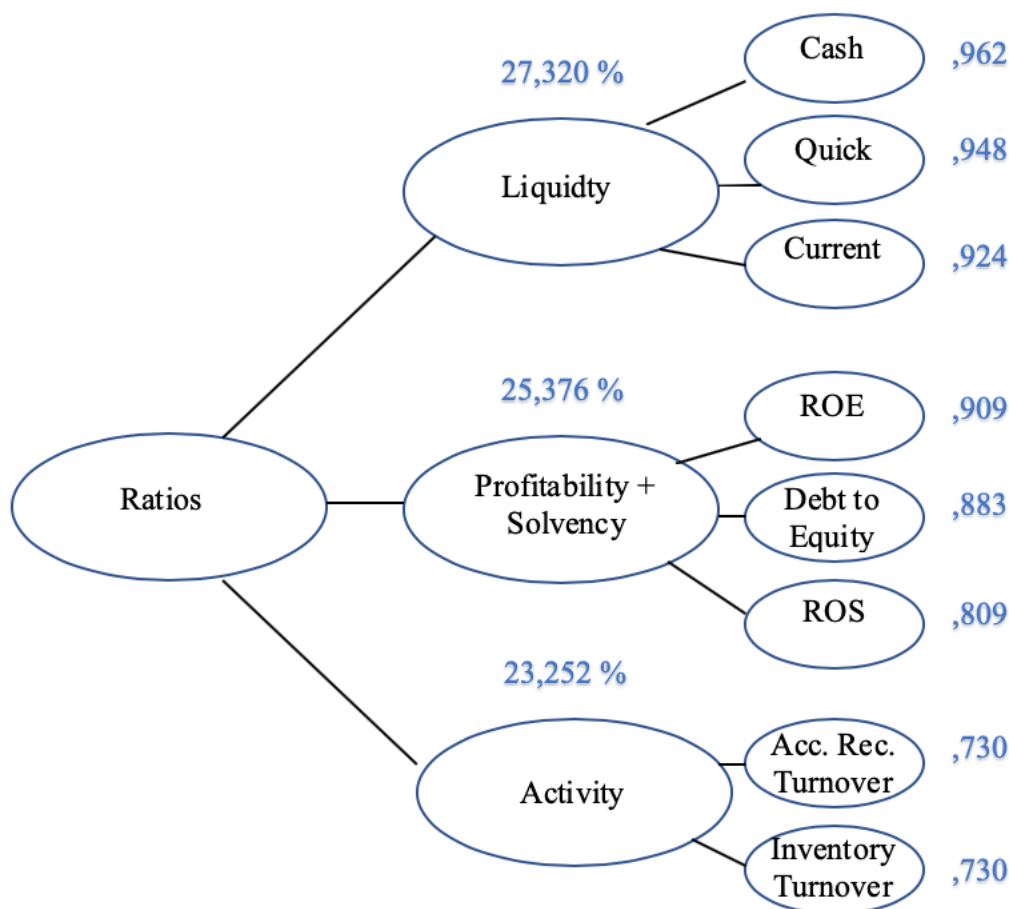 27,320 %
Liquidty
Cash
,962
Quick
,948
Current
,924
Ratios
25,376 %
Profitability +
Solvency
ROE
,909
Debt to
Equity
,883
ROS
,809
23,252 %
Activity
Acc. Rec.
Turnover
,730
Inventory
Turnover
,730